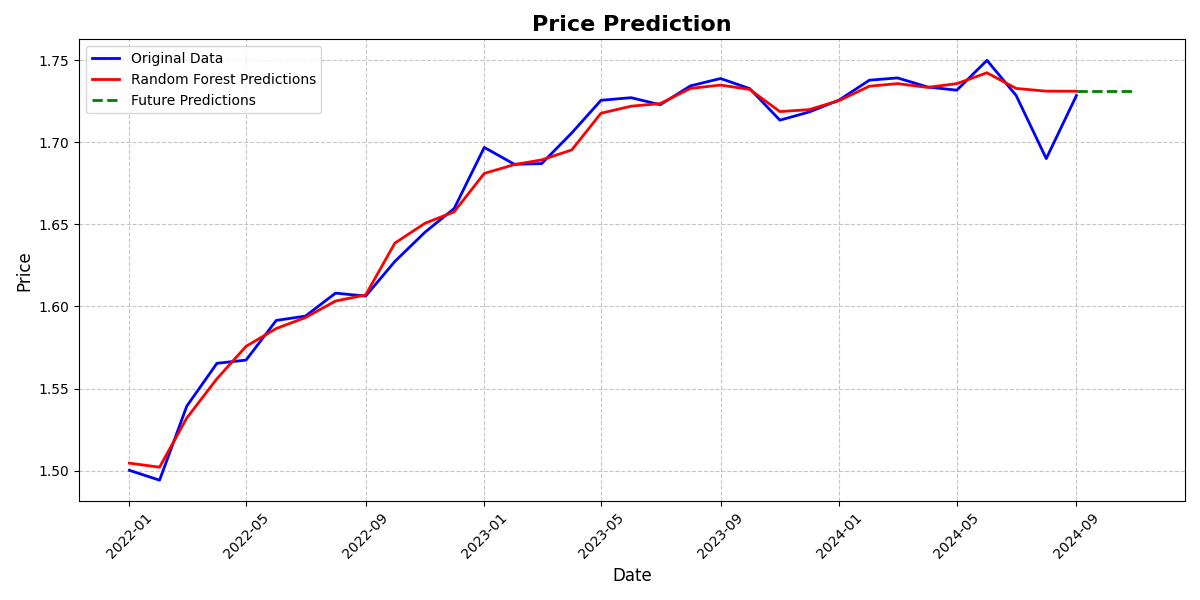 Price Prediction
Original Data
Random Forest Predictions
Future Predictions
1.75
1.70
1.65
1.60
1.55
1.50
Price
2022-01
2022-05
2022-09
2023-01
2023-05
2023-09
2024-01
2024-05
2024-09
Date